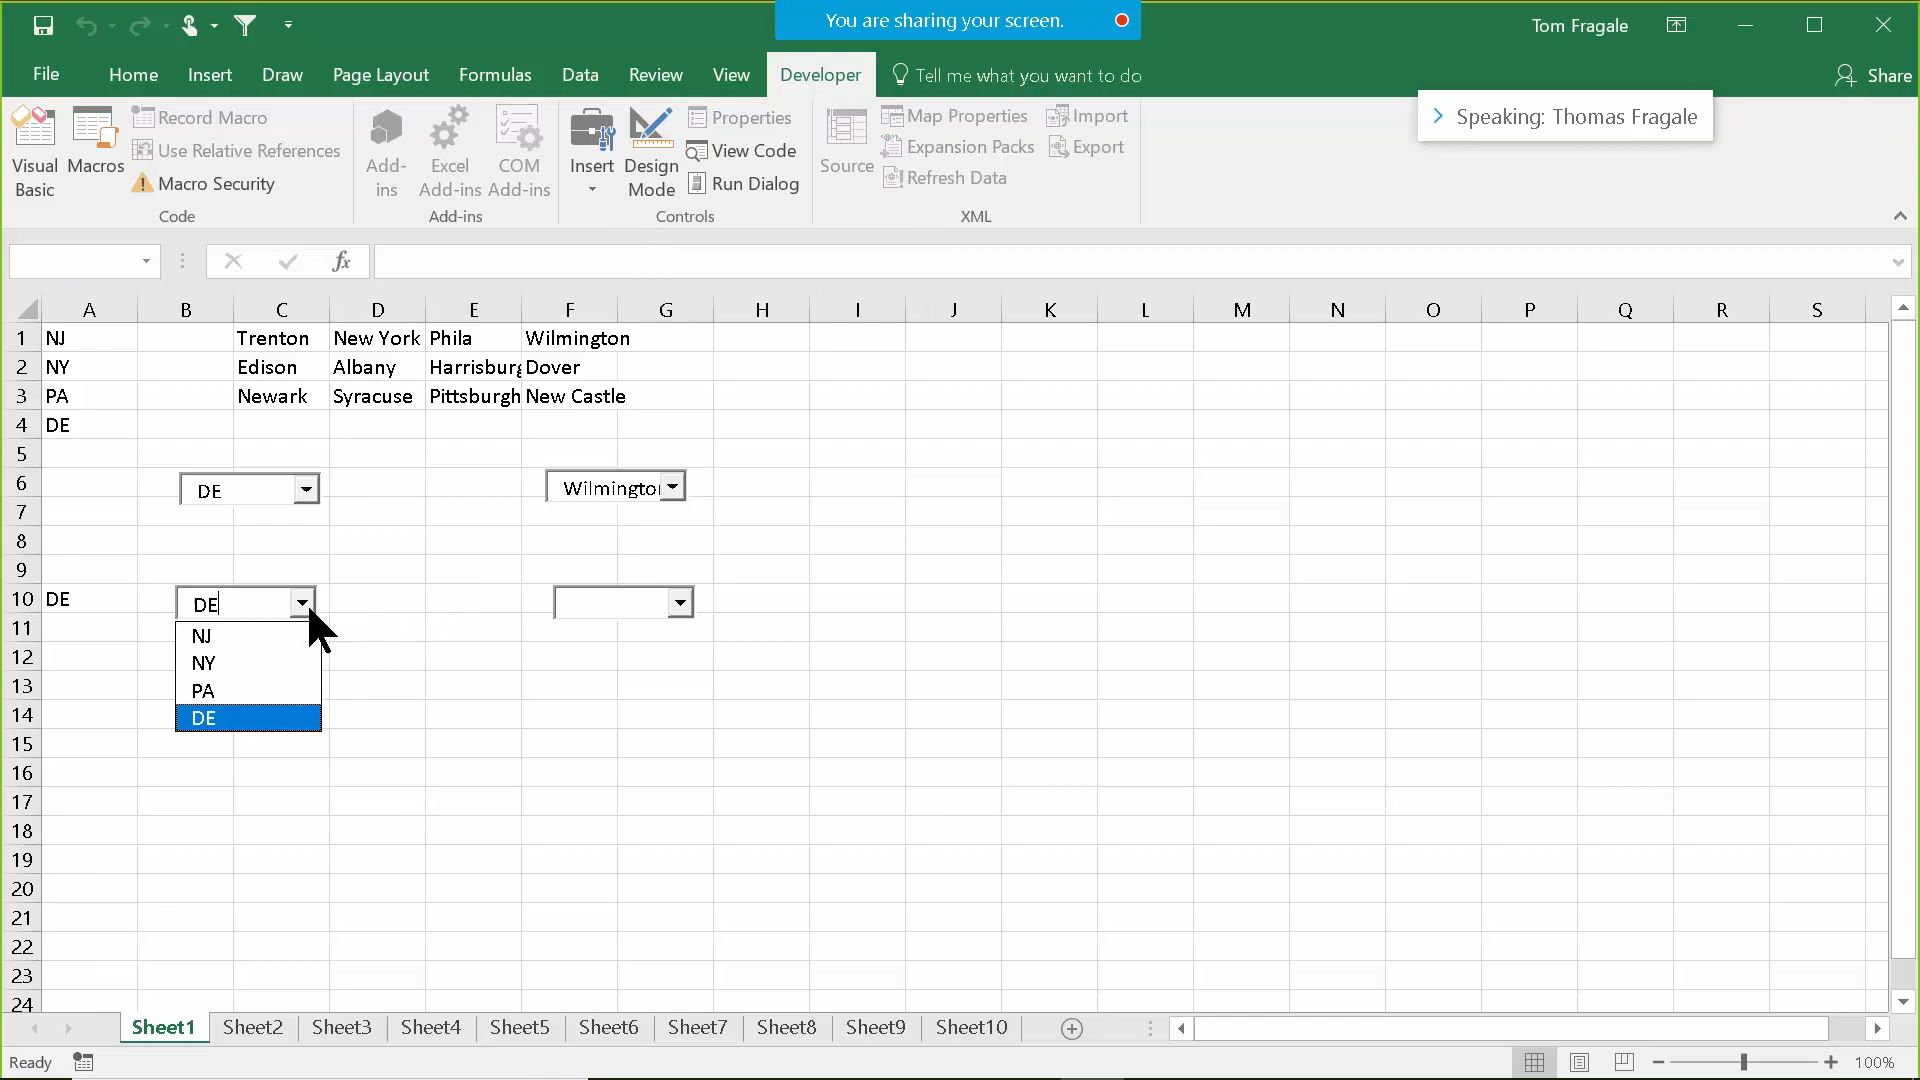 You are sharing your screen.
Tom Fragale
File Home Insert Draw Page Layout Formulas Data Review View Developer Tell me what you want to do Share
Speaking: Thomas Fragale
Visual Basic
Macros
Record Macro
Use Relative References
Macro Security
Code
Add-ins
Excel Add-ins
COM Add-ins
Add-ins
Insert
Design Mode
Properties
View Code
Run Dialog
Controls
Source
Map Properties
Expansion Packs
Refresh Data
Import
Export
XML
fx
A B C D E F G H I J K L M N O P Q R S
1 NJ Trenton New York Phila Wilmington
2 NY Edison Albany Harrisburg Dover
3 PA Newark Syracuse Pittsburgh New Castle
4 DE
5
6 DE Wilmington
7
8
9
10 DE DE
11 NJ
12 NY
13 PA
14 DE
15
16
17
18
19
20
21
22
23
24
Sheet1 Sheet2 Sheet3 Sheet4 Sheet5 Sheet6 Sheet7 Sheet8 Sheet9 Sheet10
Ready 100%